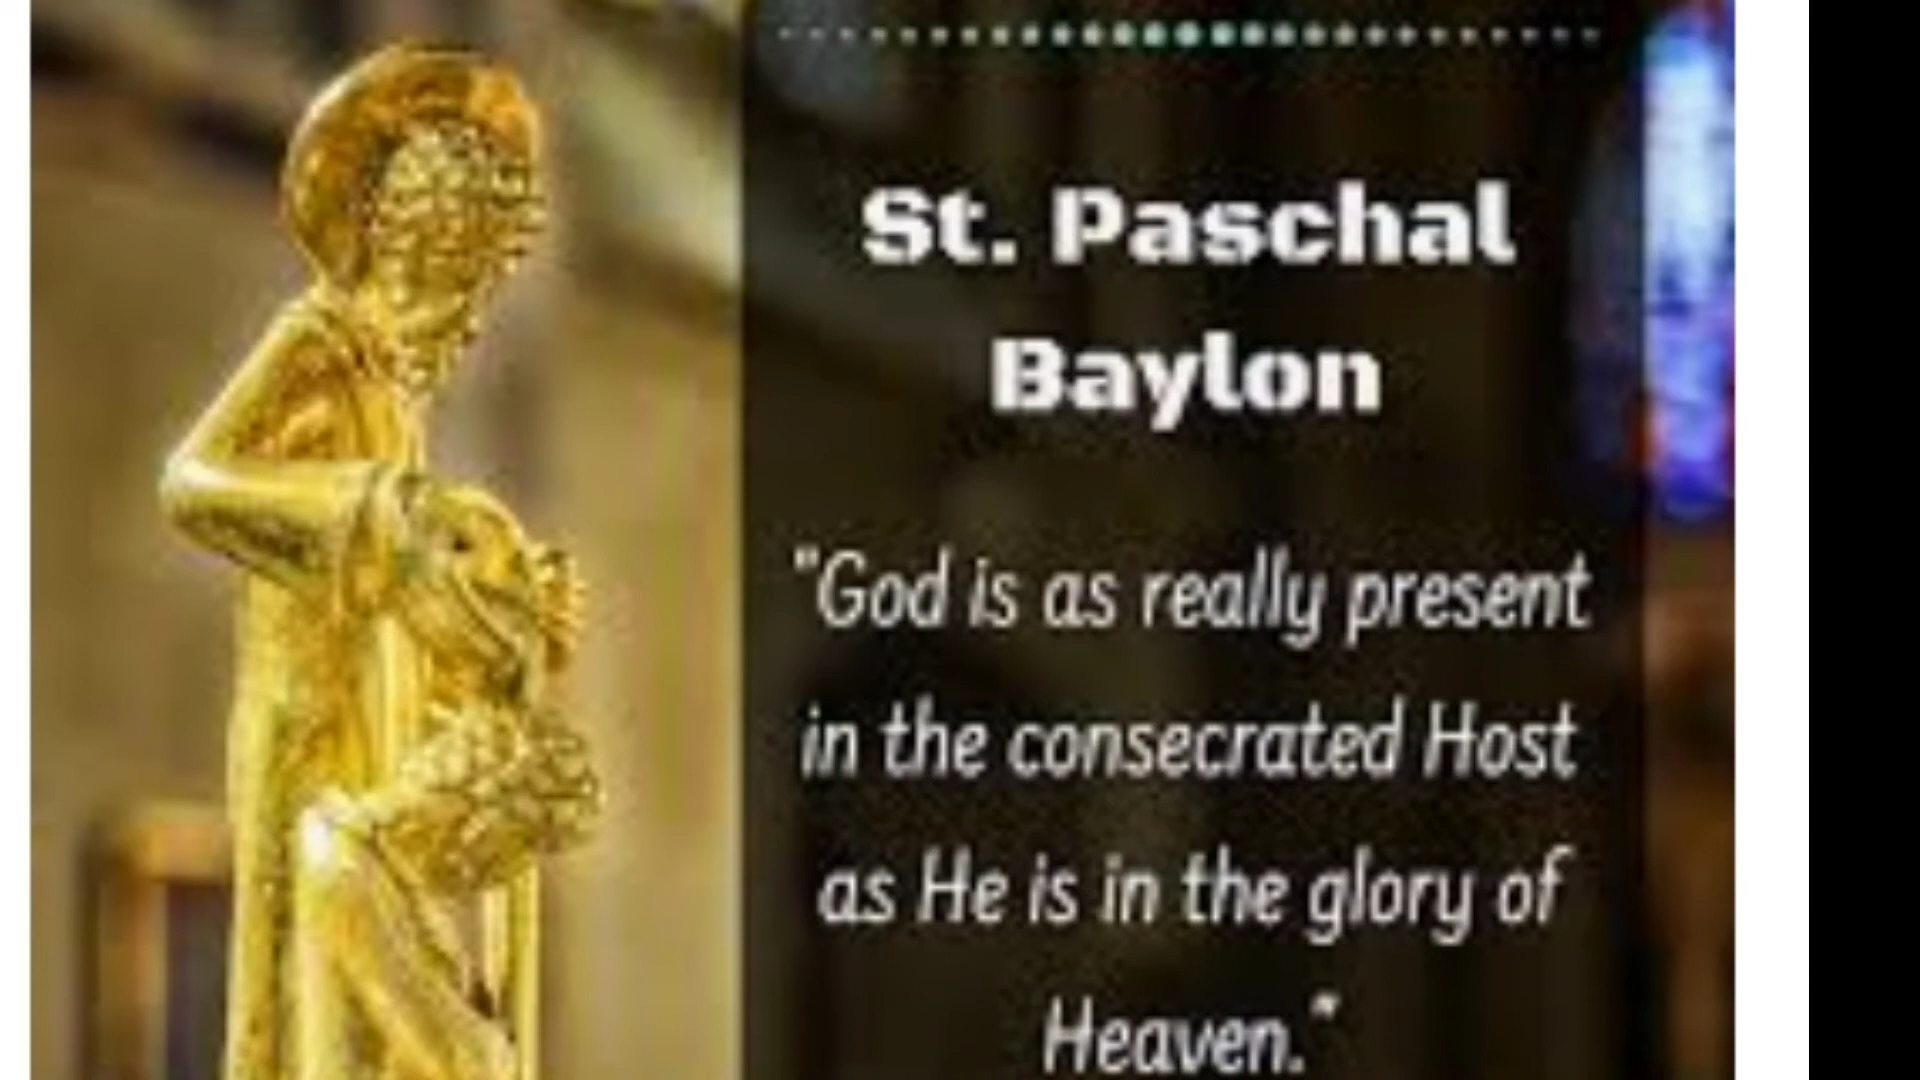 St. Paschal
Baylon
"God is as really present
in the consecrated Host
as He is in the glory of
Heaven."